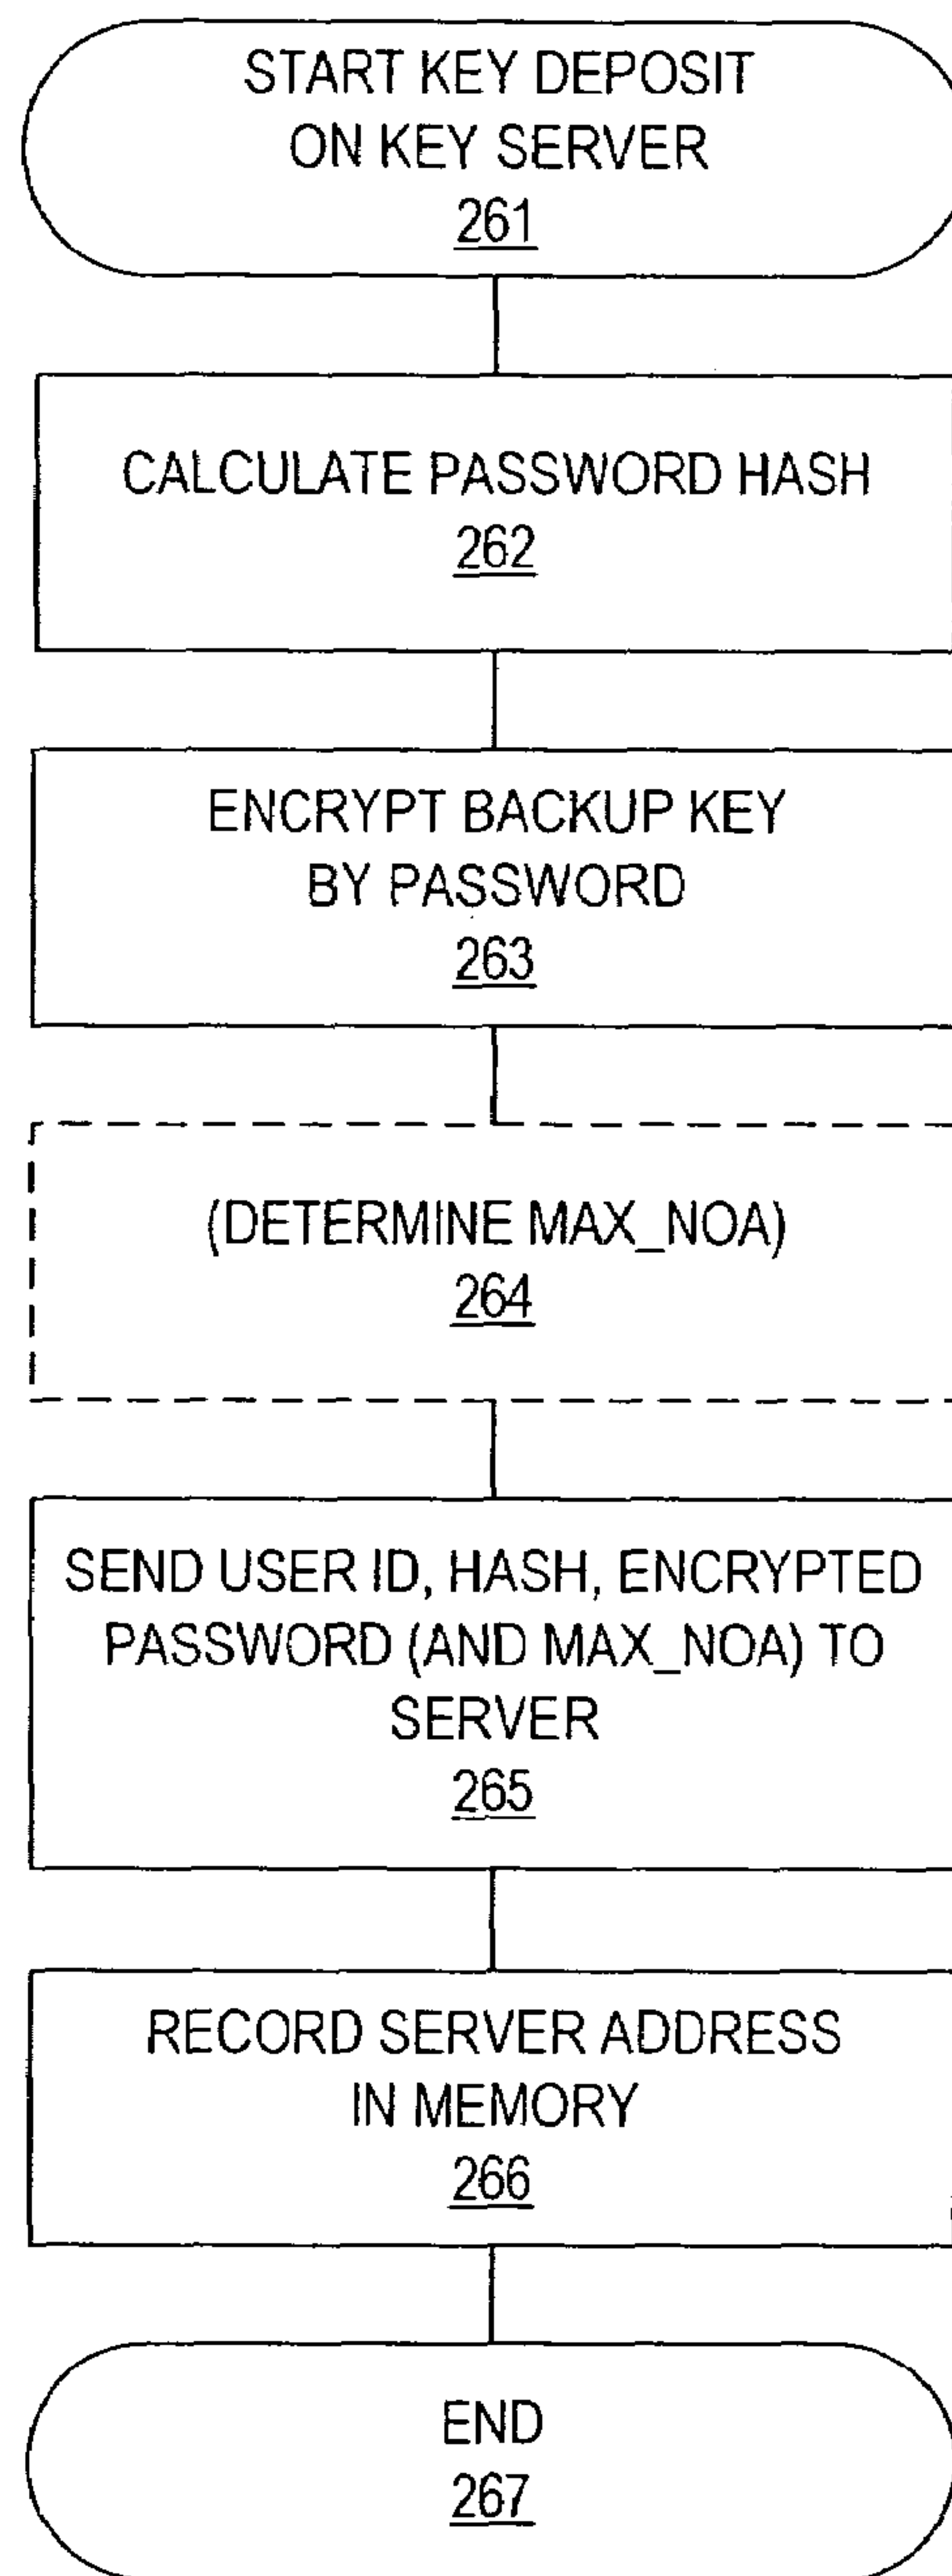 START KEY DEPOSIT
ON KEY SERVER
261
CALCULATE PASSWORD HASH
262
ENCRYPT BACKUP KEY
BY PASSWORD
263
(DETERMINE MAX_NOA)
264
SEND USER ID, HASH, ENCRYPTED
PASSWORD (AND MAX_NOA) TO
SERVER
265
RECORD SERVER ADDRESS
IN MEMORY
266
END
267